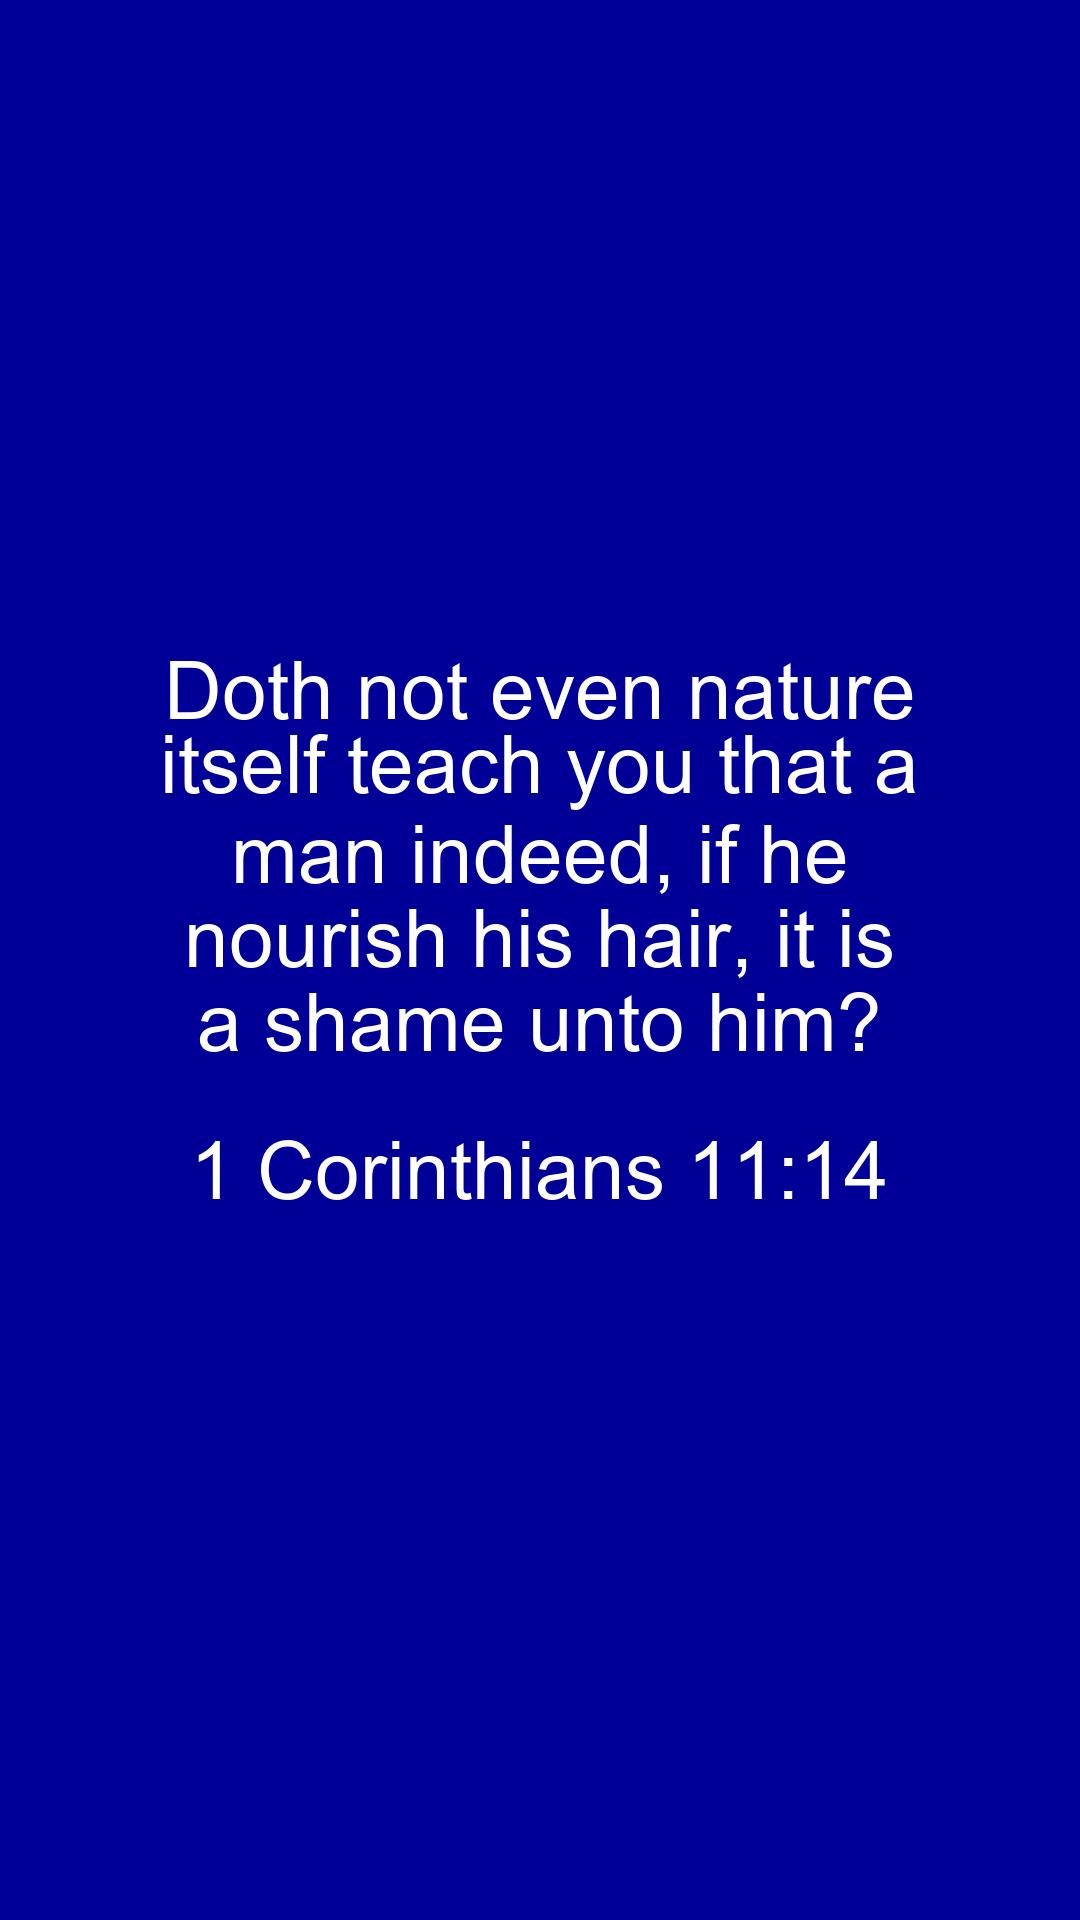 Doth not even nature
itself teach you that a
man indeed, if he
nourish his hair, it is
a shame unto him?
1 Corinthians 11:14